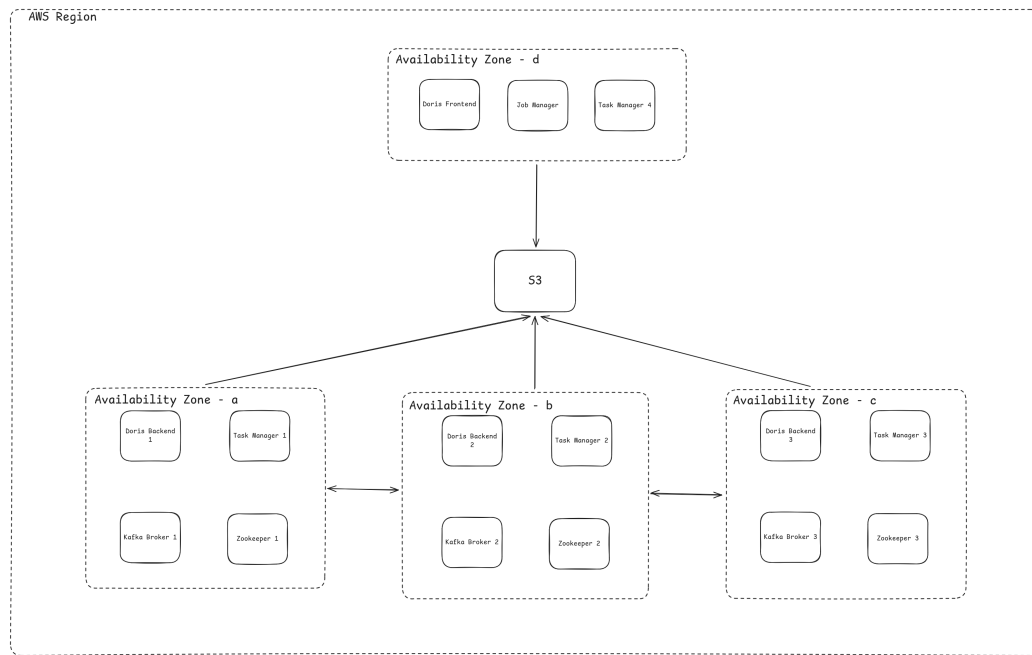 AWS Region
Availability Zone - d
Doris Frontend
Job Manager
Task Manager 4
S3
Availability Zone - a
Doris Backend
1
Task Manager 1
Kafka Broker 1
Zookeeper 1
Availability Zone - b
Doris Backend
2
Task Manager 2
Kafka Broker 2
Zookeeper 2
Availability Zone - c
Doris Backend
3
Task Manager 3
Kafka Broker 3
Zookeeper 3